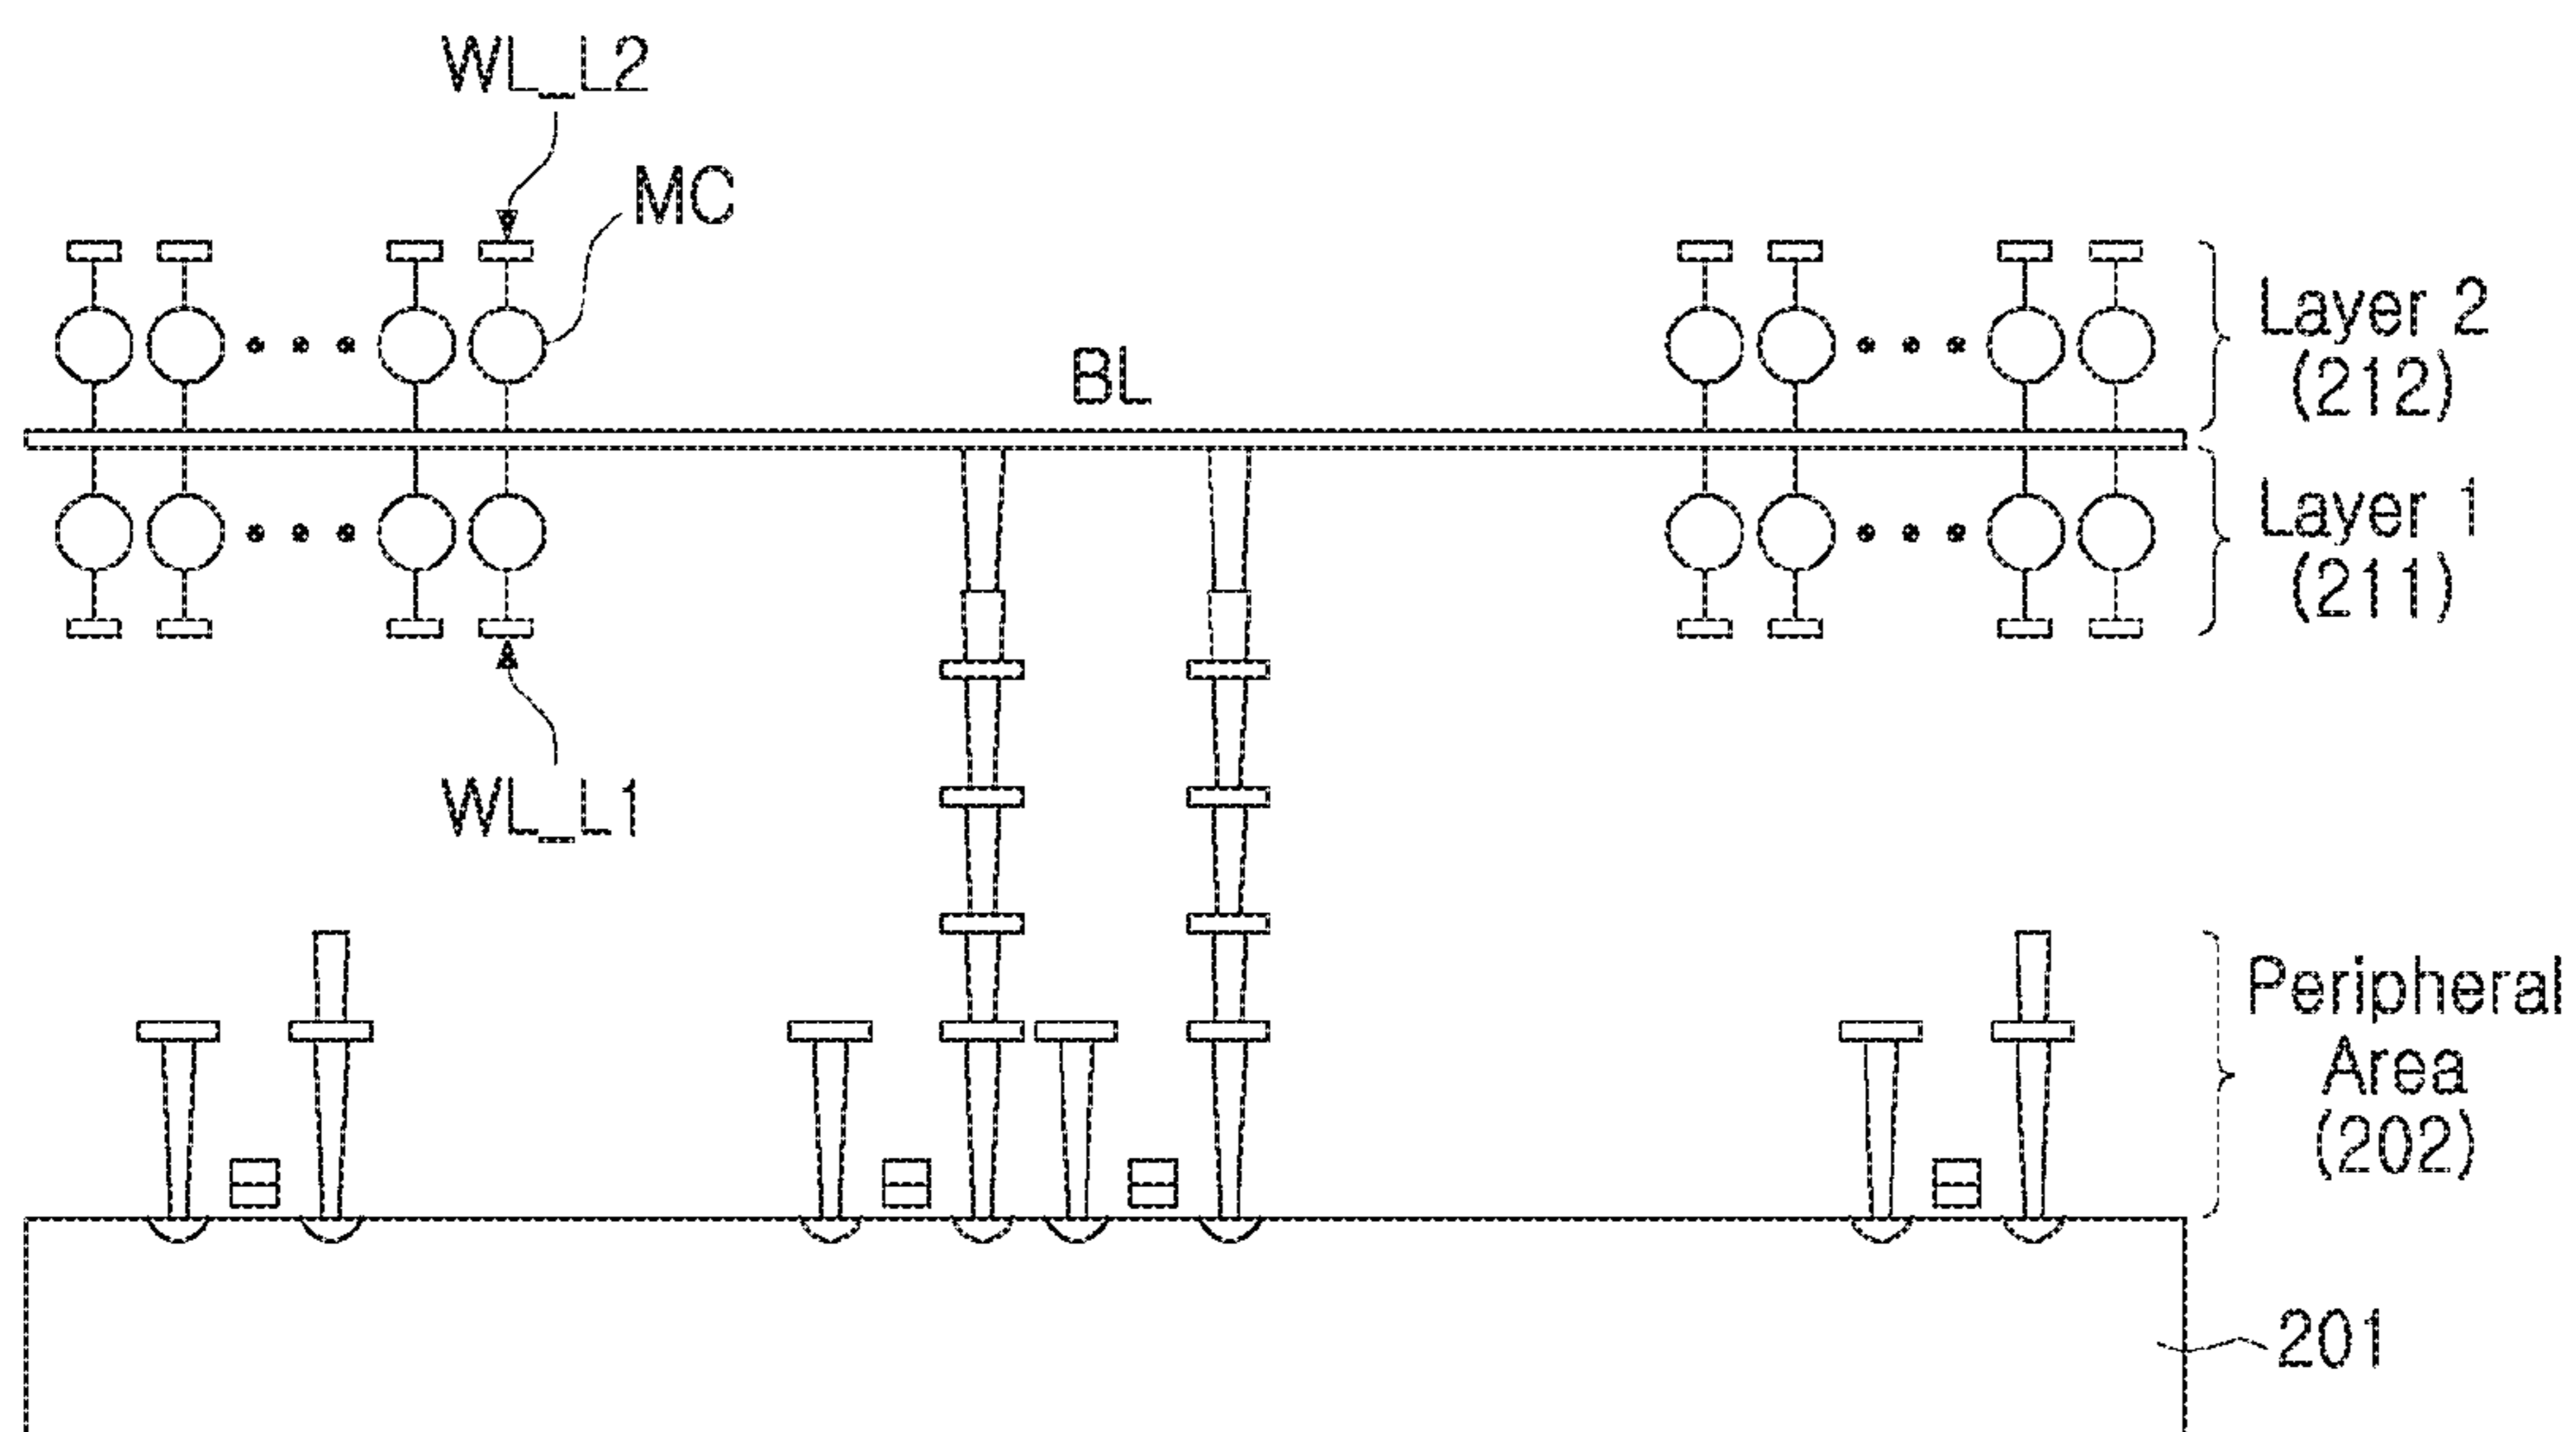 WL_L2
MC
BL
Layer 2
(212)
Layer 1
(211)
WL_L1
Peripheral
Area
(202)
201